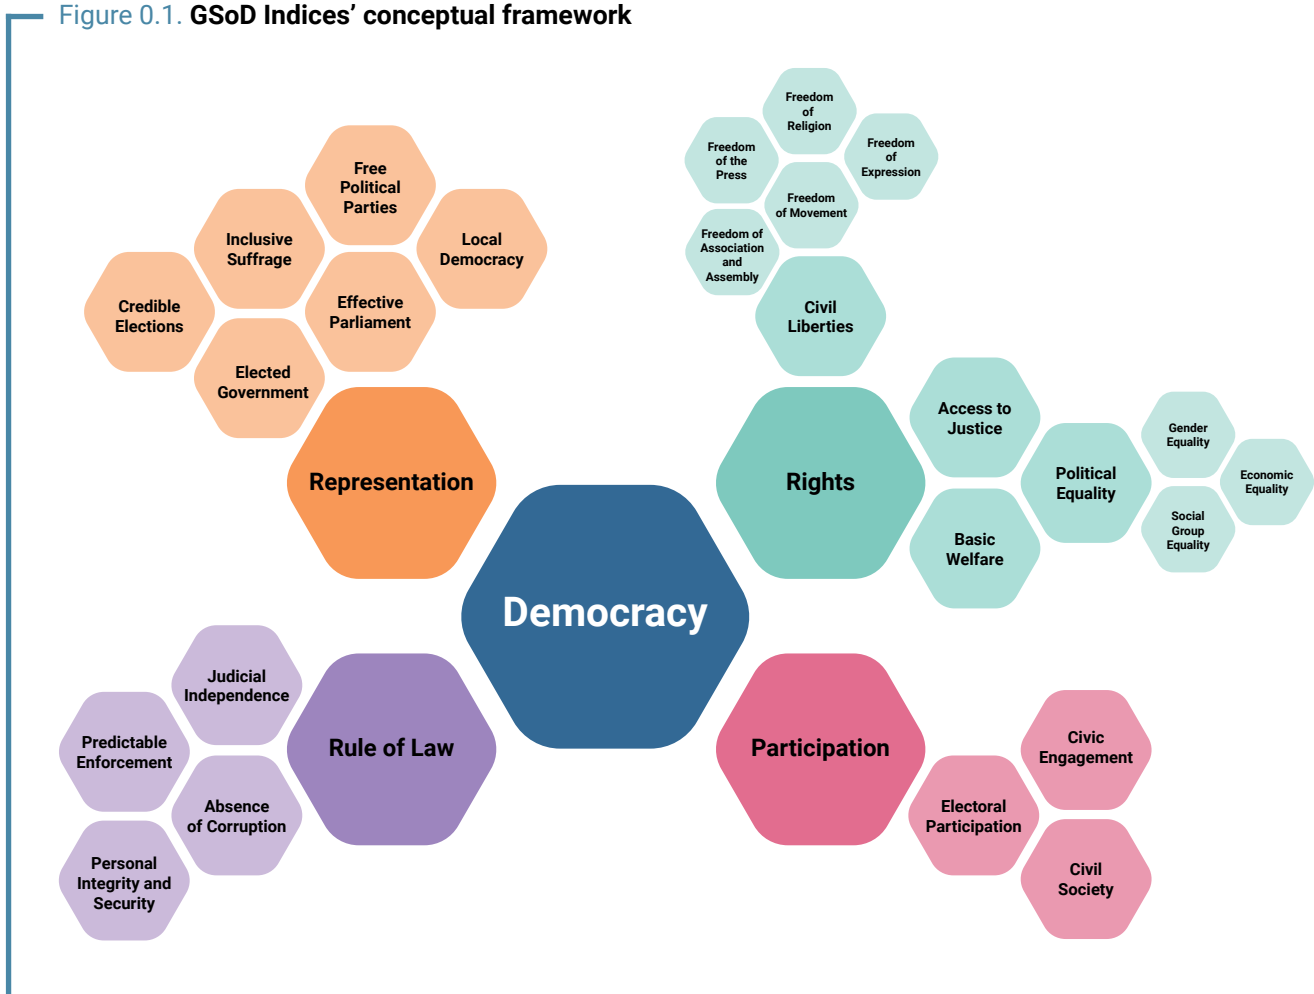 Figure 0.1. GSoD Indices’ conceptual framework
Free
Political
Parties
Inclusive
Suffrage
Local
Democracy
Credible
Elections
Effective
Parliament
Elected
Government
Representation
Freedom
of
Religion
Freedom
of the
Press
Freedom
of
Expression
Freedom
of Movement
Freedom of
Association
and
Assembly
Civil
Liberties
Rights
Access to
Justice
Political
Equality
Basic
Welfare
Gender
Equality
Economic
Equality
Social
Group
Equality
Democracy
Judicial
Independence
Predictable
Enforcement
Rule of Law
Absence
of Corruption
Personal
Integrity and
Security
Participation
Civic
Engagement
Electoral
Participation
Civil
Society